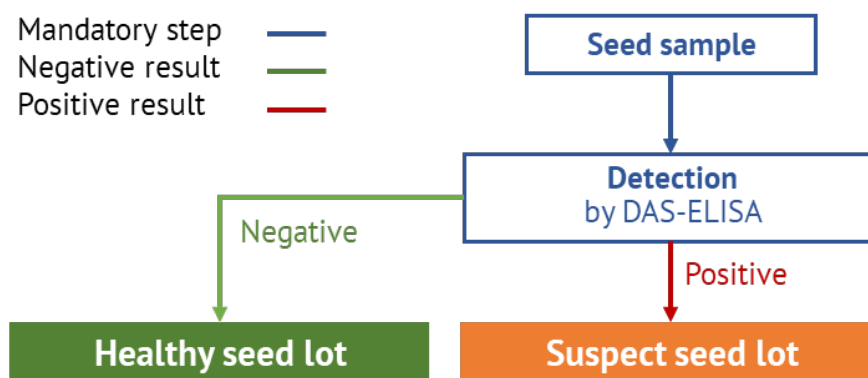 Mandatory step
Negative result
Positive result
Seed sample
Detection
by DAS-ELISA
Negative
Positive
Healthy seed lot
Suspect seed lot